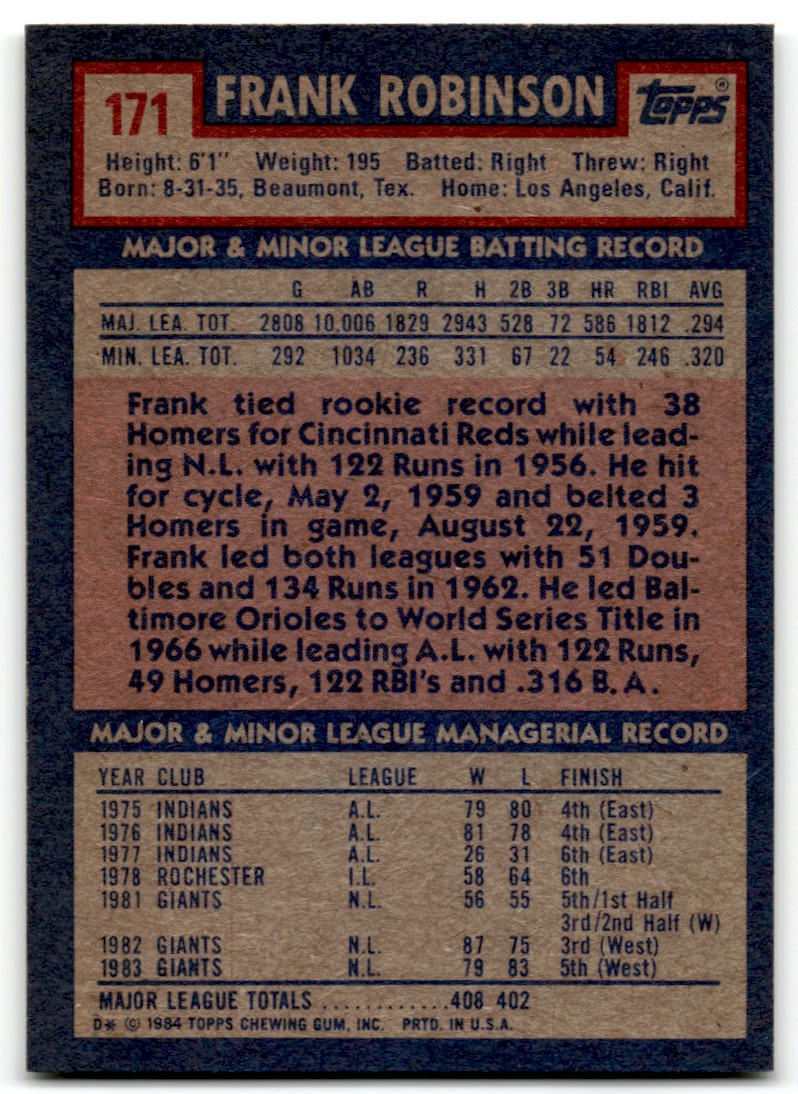 171 FRANK ROBINSON topps ®
Height: 6'1" Weight: 195 Batted: Right Threw: Right
Born: 8-31-35, Beaumont, Tex. Home: Los Angeles, Calif.
MAJOR & MINOR LEAGUE BATTING RECORD
G AB R H 2B 3B HR RBI AVG
MAJ. LEA. TOT. 2808 10,006 1829 2943 528 72 586 1812 .294
MIN. LEA. TOT. 292 1034 236 331 67 22 54 246 .320
Frank tied rookie record with 38
Homers for Cincinnati Reds while lead-
ing N.L. with 122 Runs in 1956. He hit
for cycle, May 2, 1959 and belted 3
Homers in game, August 22, 1959.
Frank led both leagues with 51 Dou-
bles and 134 Runs in 1962. He led Bal-
timore Orioles to World Series Title in
1966 while leading A.L. with 122 Runs,
49 Homers, 122 RBI's and .316 B.A.
MAJOR & MINOR LEAGUE MANAGERIAL RECORD
YEAR CLUB LEAGUE W L FINISH
1975 INDIANS A.L. 79 80 4th (East)
1976 INDIANS A.L. 81 78 4th (East)
1977 INDIANS A.L. 26 31 6th (East)
1978 ROCHESTER I.L. 58 64 6th
1981 GIANTS N.L. 56 55 5th/1st Half
3rd/2nd Half (W)
1982 GIANTS N.L. 87 75 3rd (West)
1983 GIANTS N.L. 79 83 5th (West)
MAJOR LEAGUE TOTALS ............408 402
D* © 1984 TOPPS CHEWING GUM, INC. PRTD. IN U.S.A.